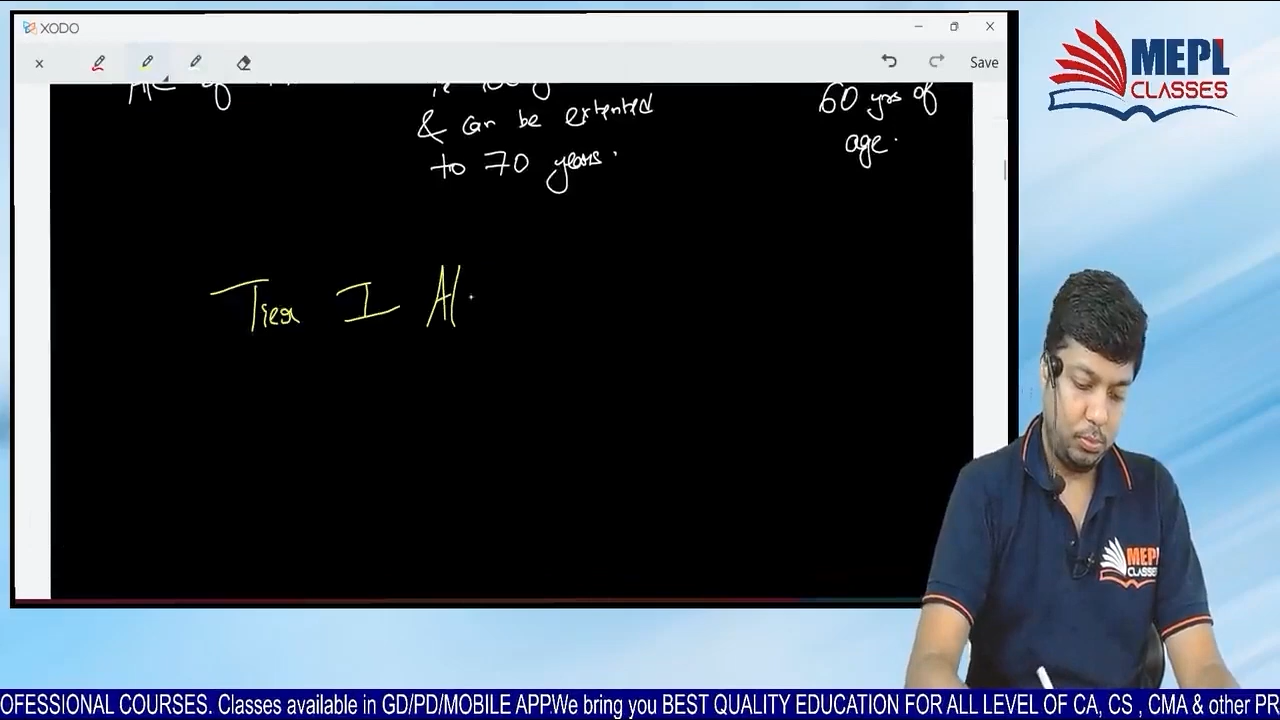 XODO
Save
MEPL
CLASSES
60 yrs of
& can be extented
age.
to 70 years.
Tier I A/
MEPL
CLASSES
OFESSIONAL COURSES. Classes available in GD/PD/MOBILE APPWe bring you BEST QUALITY EDUCATION FOR ALL LEVEL OF CA, CS , CMA & other PR